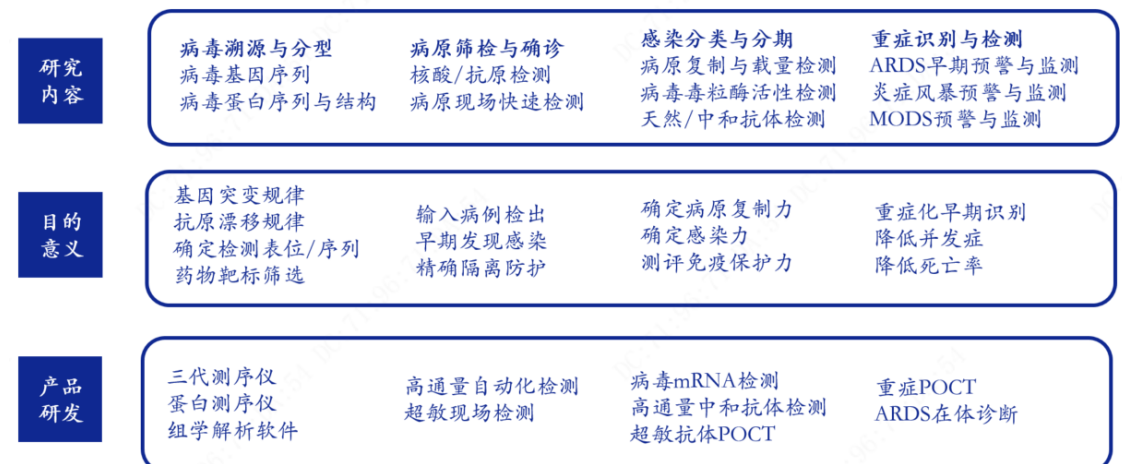 研究
内容
病毒溯源与分型
病毒基因序列
病毒蛋白序列与结构
病原筛检与确诊
核酸/抗原检测
病原现场快速检测
感染分类与分期
病原复制与载量检测
病毒毒粒酶活性检测
天然/中和抗体检测
重症识别与检测
ARDS早期预警与监测
炎症风暴预警与监测
MODS预警与监测
目的
意义
基因突变规律
抗原漂移规律
确定检测表位/序列
药物靶标筛选
输入病例检出
早期发现感染
精确隔离防护
确定病原复制力
确定感染力
测评免疫保护力
重症化早期识别
降低并发症
降低死亡率
产品
研发
三代测序仪
蛋白测序仪
组学解析软件
高通量自动化检测
超敏现场检测
病毒mRNA检测
高通量中和抗体检测
超敏抗体POCT
重症POCT
ARDS在体诊断